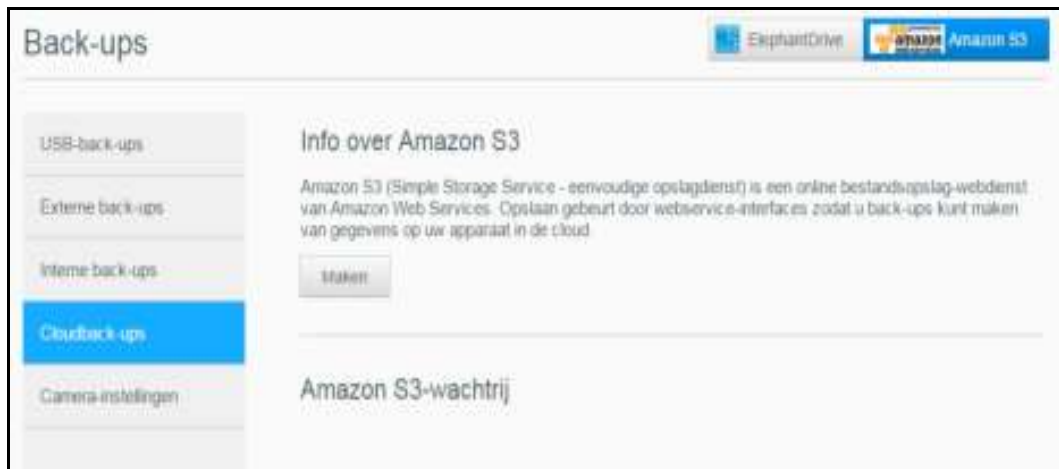 Back-ups
ElephantDrive
amazon Amazon S3
USB-back-ups
Externe back-ups
Interne back-ups
Cloudback-ups
Camera-instellingen
Info over Amazon S3
Amazon S3 (Simple Storage Service - eenvoudige opslagdienst) is een online bestandsopslag-webdienst
van Amazon Web Services. Opslaan gebeurt door webservice-interfaces zodat u back-ups kunt maken
van gegevens op uw apparaat in de cloud
Maken
Amazon S3-wachtrij